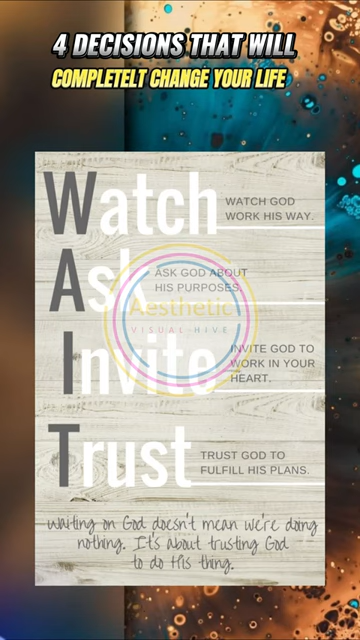 4 DECISIONS THAT WILL
COMPLETELT CHANGE YOUR LIFE
Watch
WATCH GOD
WORK HIS WAY.
Ask
ASK GOD ABOUT
HIS PURPOSES.
Aesthetic
VISUAL-HIVE
Invite
INVITE GOD TO
WORK IN YOUR
HEART.
Trust
TRUST GOD TO
FULFILL HIS PLANS.
waiting on God doesn't mean we're doing
nothing. It's about trusting God
to do His thing.